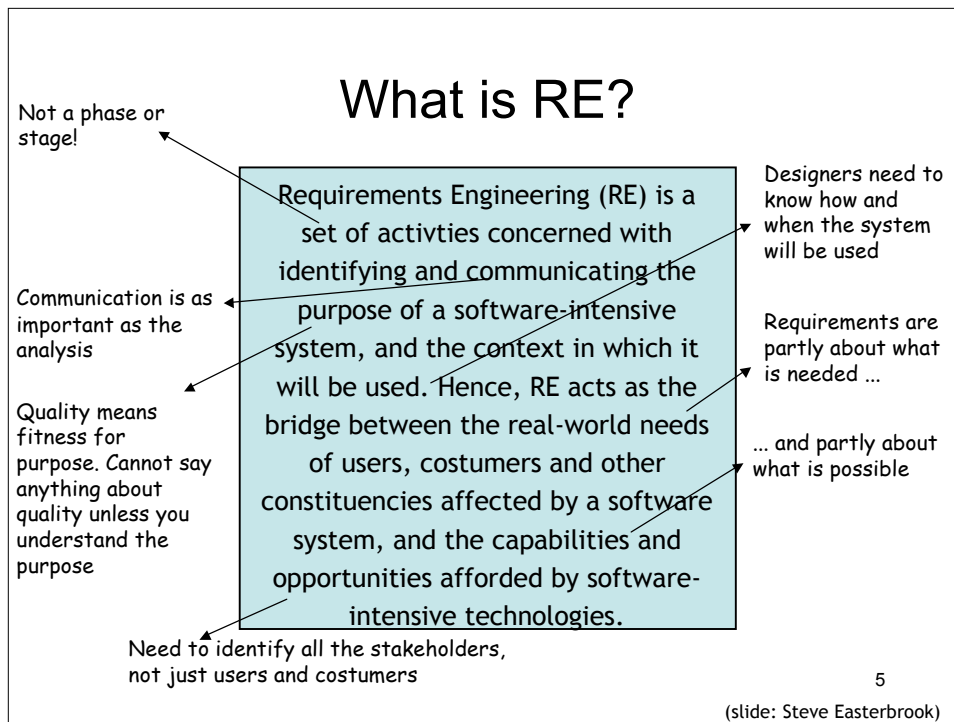 What is RE?
Not a phase or
stage!
Communication is as
important as the
analysis
Quality means
fitness for
purpose. Cannot say
anything about
quality unless you
understand the
purpose
Requirements Engineering (RE) is a
set of activties concerned with
identifying and communicating the
purpose of a software-intensive
system, and the context in which it
will be used. Hence, RE acts as the
bridge between the real-world needs
of users, costumers and other
constituencies affected by a software
system, and the capabilities and
opportunities afforded by software-
intensive technologies.
Designers need to
know how and
when the system
will be used
Requirements are
partly about what
is needed ...
... and partly about
what is possible
Need to identify all the stakeholders,
not just users and costumers
5
(slide: Steve Easterbrook)